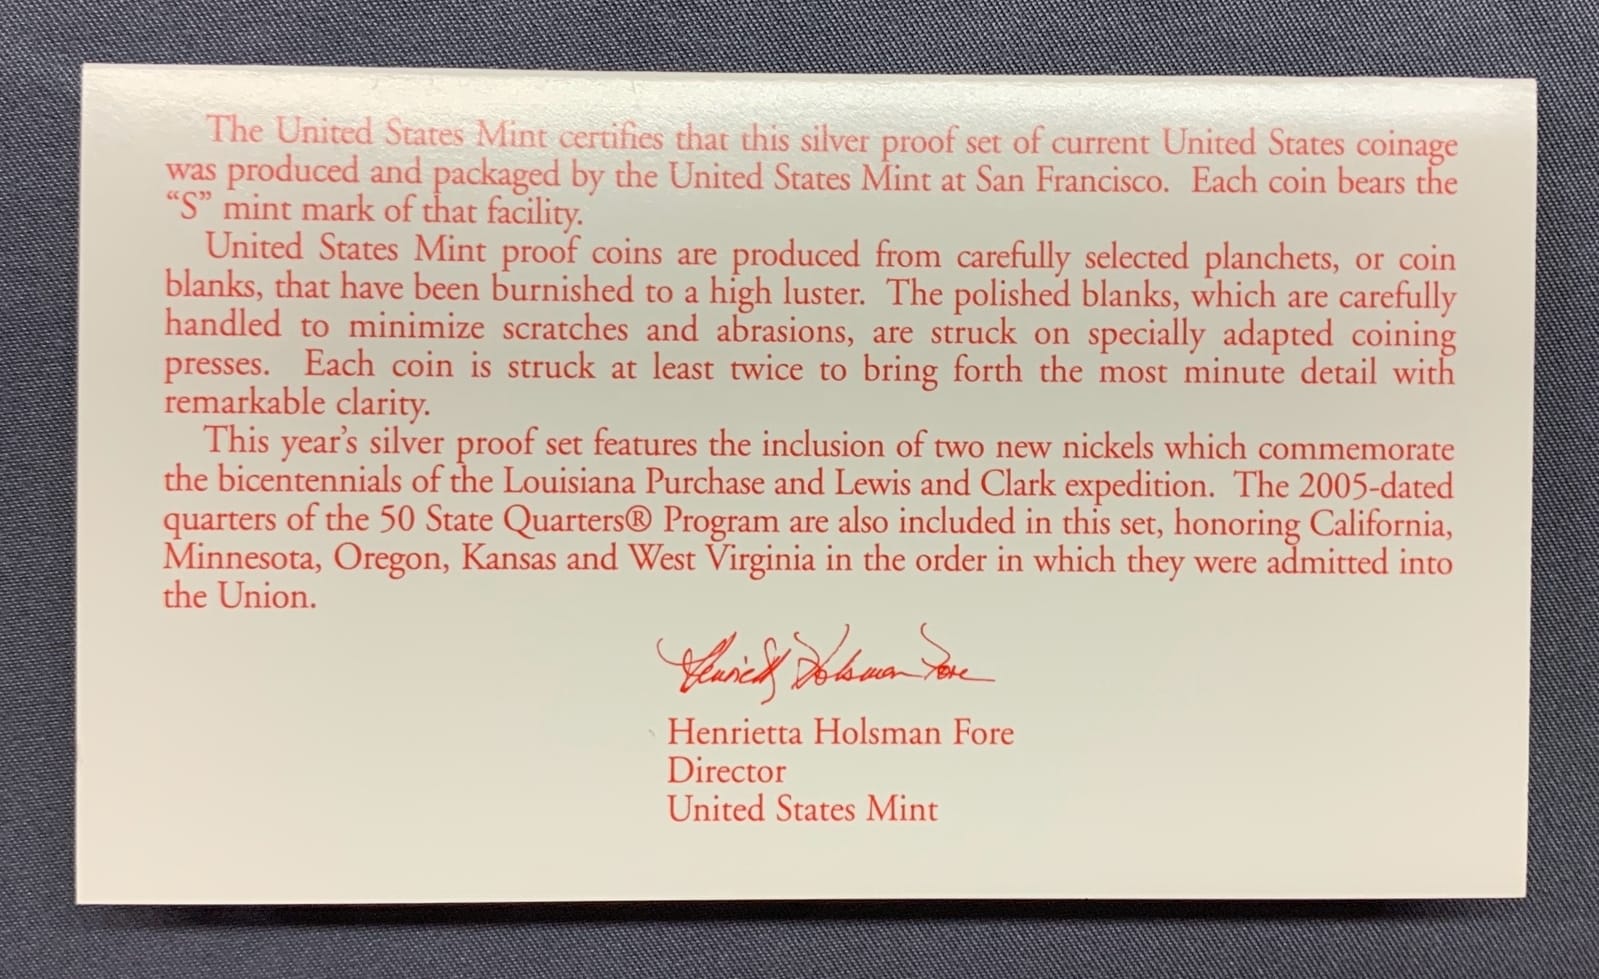 The United States Mint certifies that this silver proof set of current United States coinage
was produced and packaged by the United States Mint at San Francisco. Each coin bears the
“S” mint mark of that facility.
United States Mint proof coins are produced from carefully selected planchets, or coin
blanks, that have been burnished to a high luster. The polished blanks, which are carefully
handled to minimize scratches and abrasions, are struck on specially adapted coining
presses. Each coin is struck at least twice to bring forth the most minute detail with
remarkable clarity.
This year’s silver proof set features the inclusion of two new nickels which commemorate
the bicentennials of the Louisiana Purchase and Lewis and Clark expedition. The 2005-dated
quarters of the 50 State Quarters® Program are also included in this set, honoring California,
Minnesota, Oregon, Kansas and West Virginia in the order in which they were admitted into
the Union.
Henrietta Holsman Fore
Henrietta Holsman Fore
Director
United States Mint